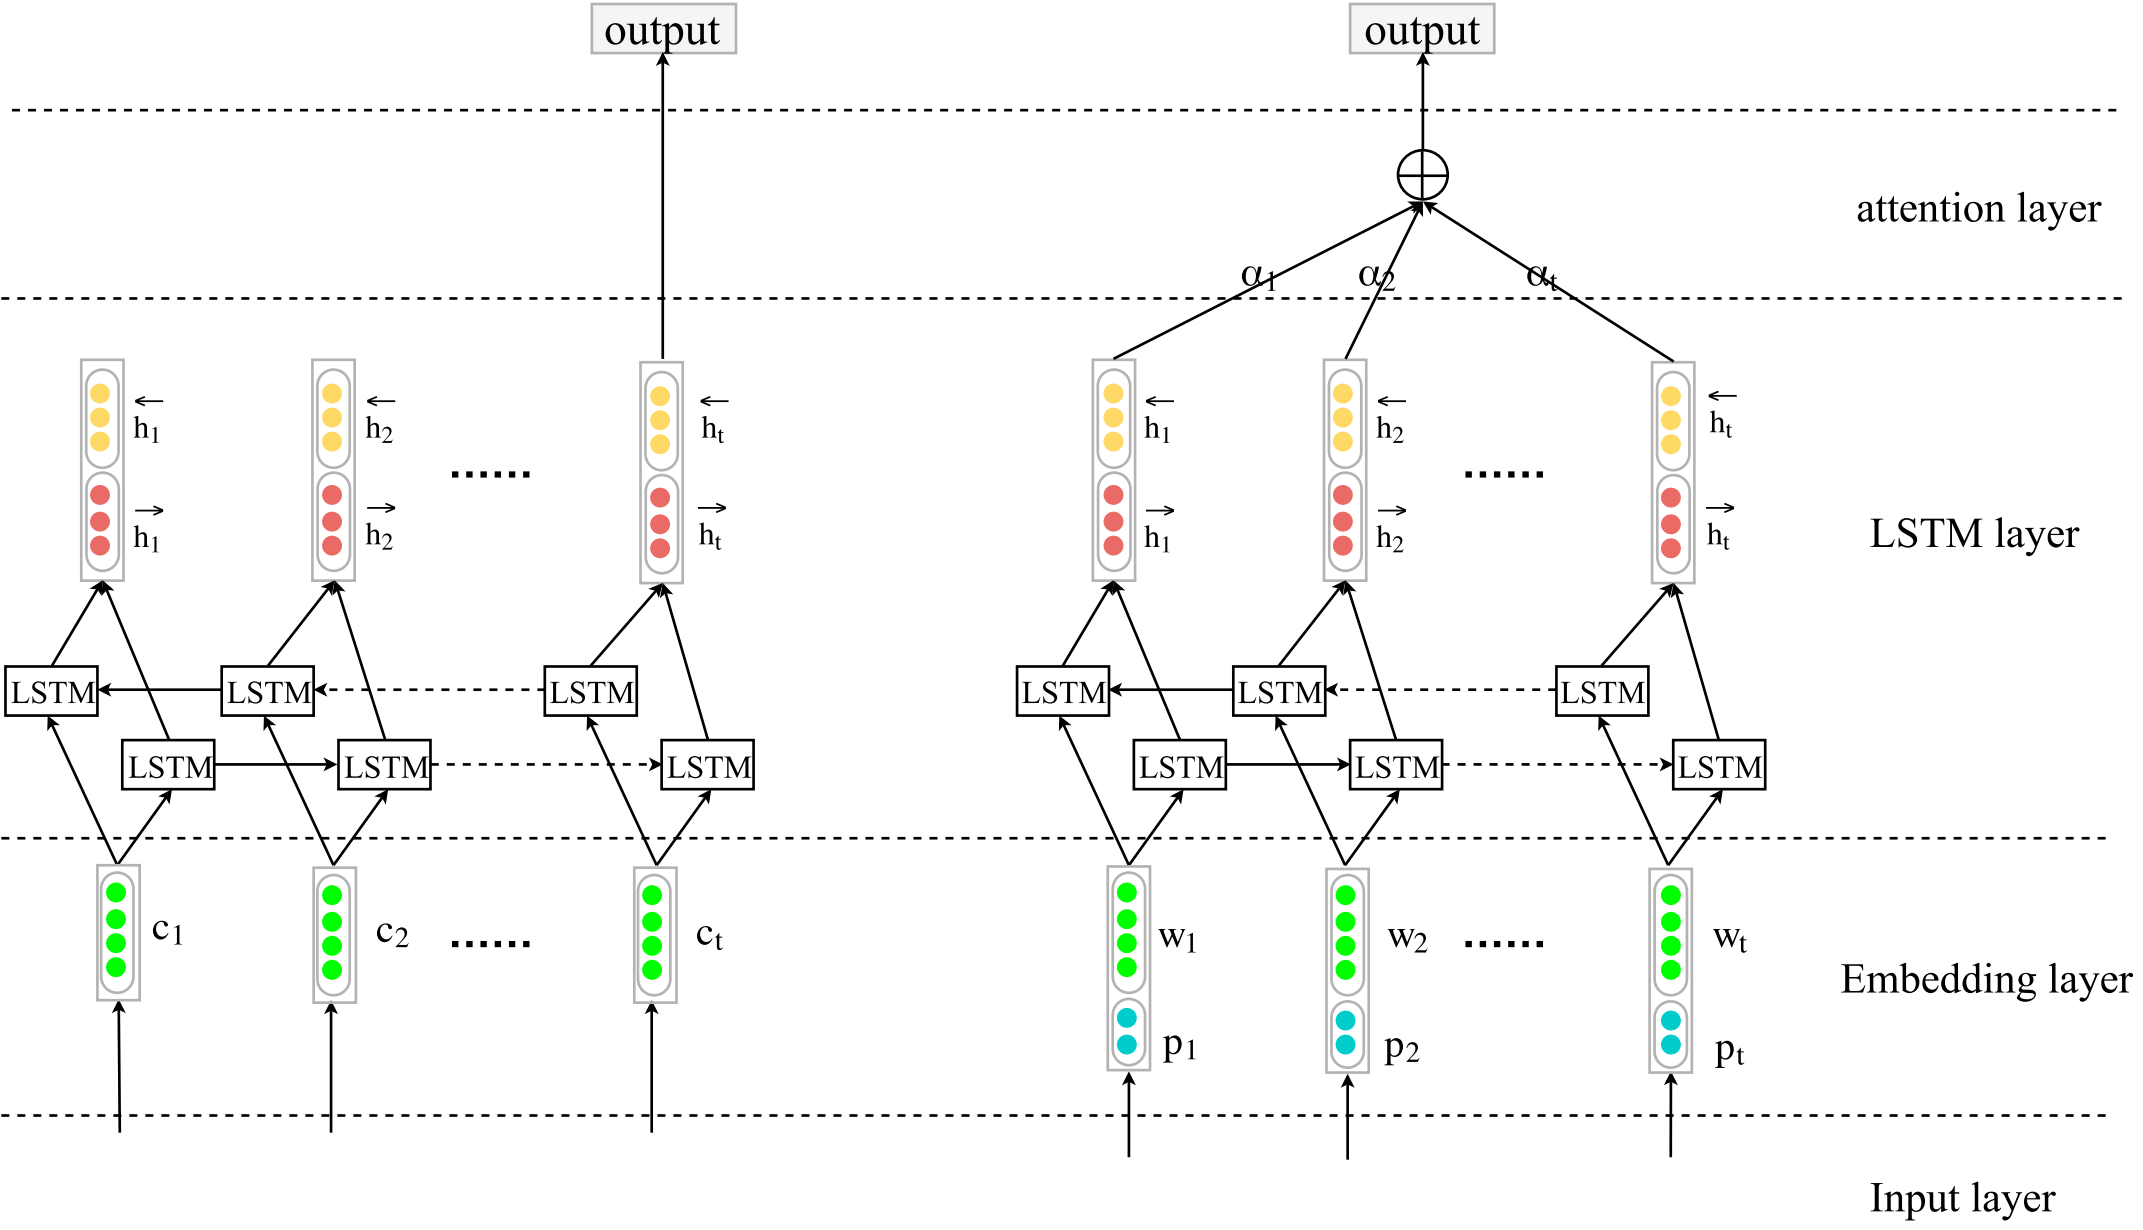 output output
attention layer
α1 α2 αt
h1 h2 ht h1 h2 ht
......  ......
h1 h2 ht h1 h2 ht
LSTM layer
LSTM LSTM LSTM LSTM LSTM LSTM
LSTM LSTM LSTM LSTM LSTM LSTM
c1 c2 ...... ct w1 w2 ...... wt
Embedding layer
p1 p2 pt
Input layer